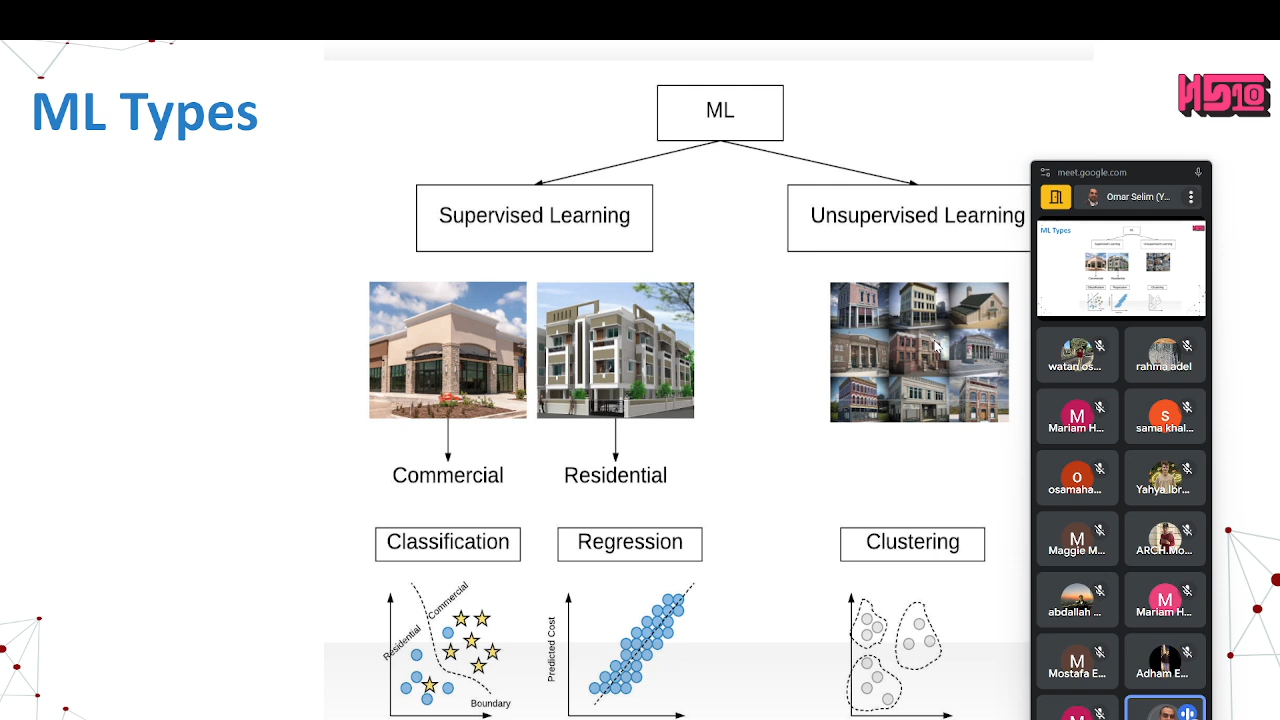 ML Types
ML
Supervised Learning
Unsupervised Learning
Commercial
Residential
Classification
Regression
Clustering
Commercial
Residential
Boundary
Predicted Cost
meet.google.com
Omar Selim (Y...
ML Types
watan os...
rahma adel
Mariam H...
sama khal...
osamaha...
Yahya Ibr...
Maggie M...
ARCH.Mo...
abdallah ...
Mariam H...
Mostafa E...
Adham E...